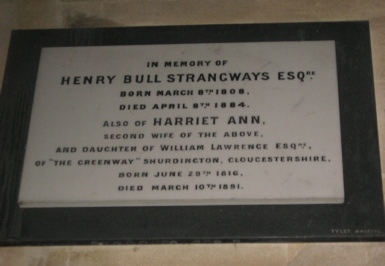 IN MEMORY OF
HENRY BULL STRANGWAYS ESQRE
BORN MARCH 8TH 1808,
DIED APRIL 8TH 1884.
ALSO OF HARRIET ANN,
SECOND WIFE OF THE ABOVE,
AND DAUGHTER OF WILLIAM LAWRENCE ESQRE,
OF "THE GREENWAY" SHURDINGTON, GLOUCESTERSHIRE,
BORN JUNE 29TH 1816,
DIED MARCH 10TH 1891.